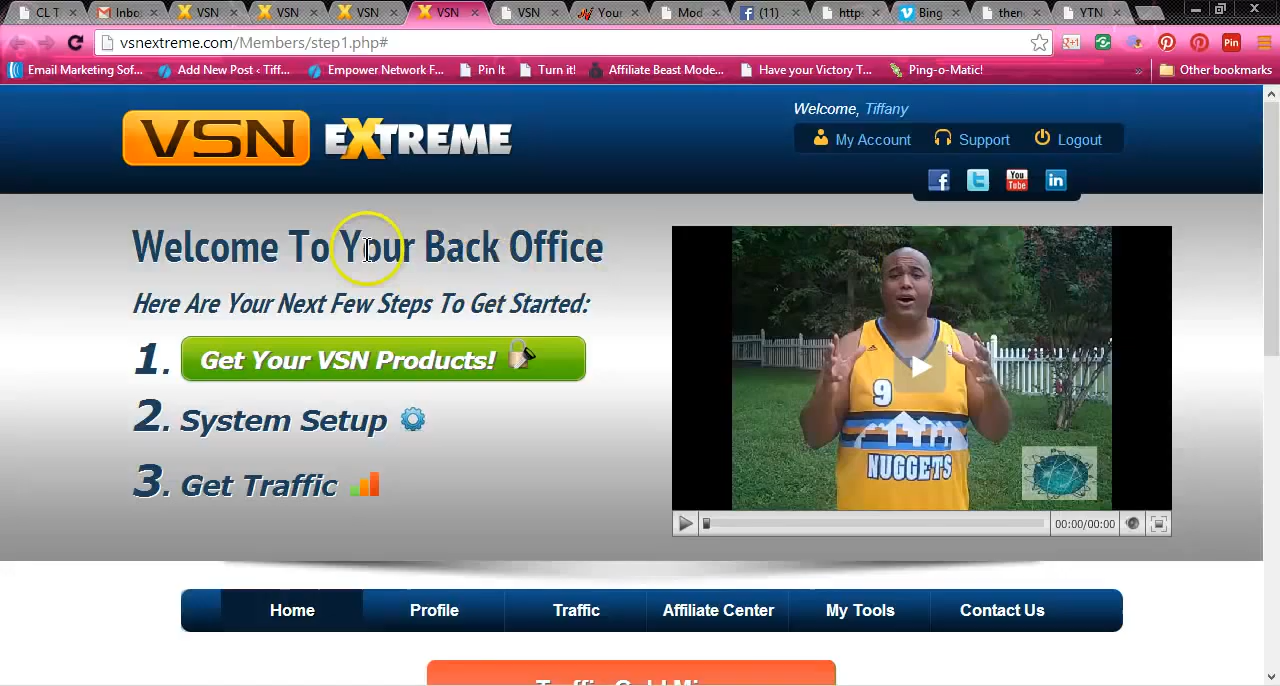 CL T
Inbo
VSN
VSN
VSN
VSN
VSN
Your
Mod
(11)
https
Bing
then
YTN
vsnextreme.com/Members/step1.php#
Email Marketing Sof...
Add New Post ‹ Tiff...
Empower Network F...
Pin It
Turn it!
Affiliate Beast Mode...
Have your Victory T...
Ping-o-Matic!
»
Other bookmarks
Pin
VSN EXTREME
Welcome, Tiffany
My Account
Support
Logout
You Tube
Welcome To Your Back Office
Here Are Your Next Few Steps To Get Started:
1. Get Your VSN Products!
2. System Setup
3. Get Traffic
9
NUGGETS
00:00/00:00
Home
Profile
Traffic
Affiliate Center
My Tools
Contact Us